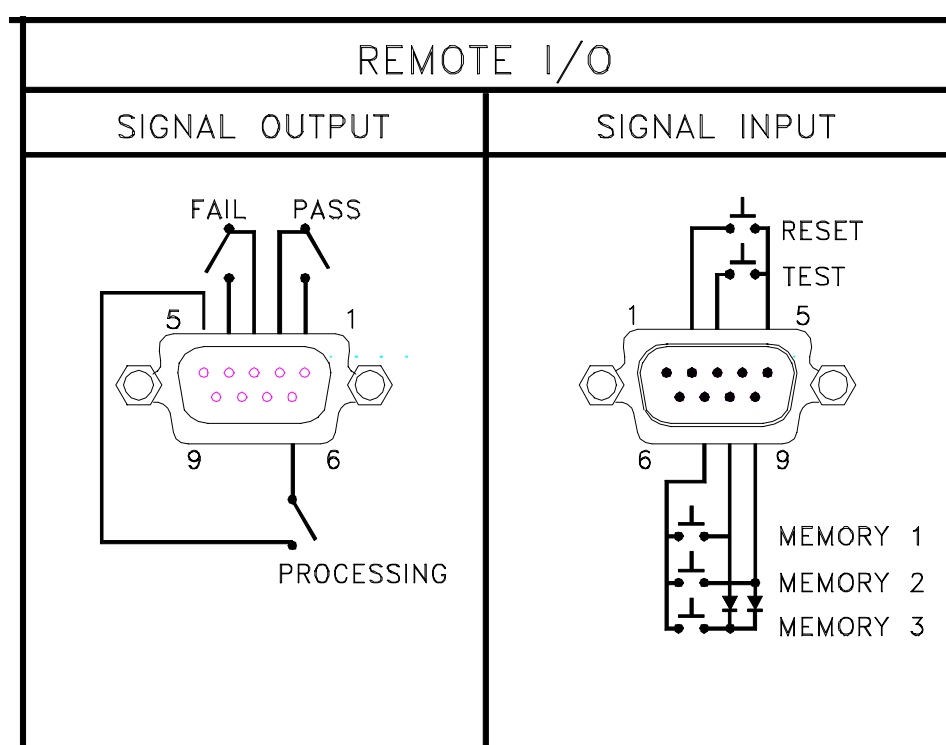 REMOTE I/O
SIGNAL OUTPUT
SIGNAL INPUT
FAIL PASS
5 1
9 6
PROCESSING
RESET
TEST
1 5
6 9
MEMORY 1
MEMORY 2
MEMORY 3